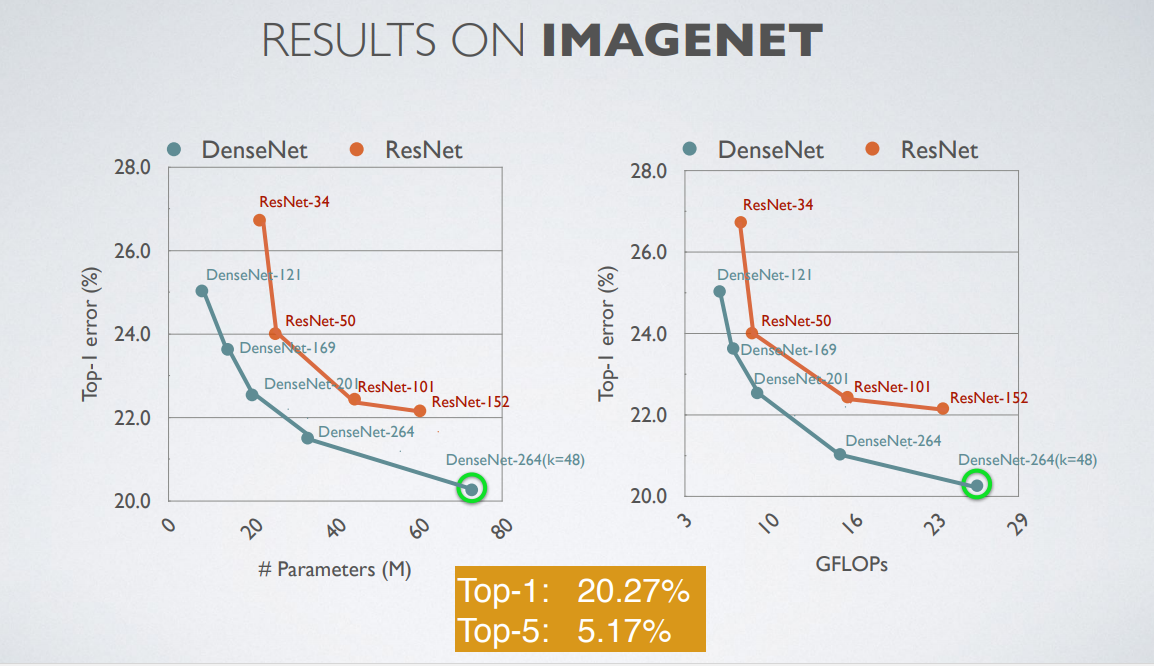 RESULTS ON IMAGENET
DenseNet ResNet
28.0
26.0
24.0
22.0
20.0
Top-1 error (%)
ResNet-34
DenseNet-121
ResNet-50
DenseNet-169
DenseNet-201
ResNet-101
ResNet-152
DenseNet-264
DenseNet-264(k=48)
0 20 40 60 80
# Parameters (M)
DenseNet ResNet
28.0
26.0
24.0
22.0
20.0
Top-1 error (%)
ResNet-34
DenseNet-121
ResNet-50
DenseNet-169
DenseNet-201
ResNet-101
ResNet-152
DenseNet-264
DenseNet-264(k=48)
3 10 16 23 29
GFLOPs
Top-1: 20.27%
Top-5: 5.17%